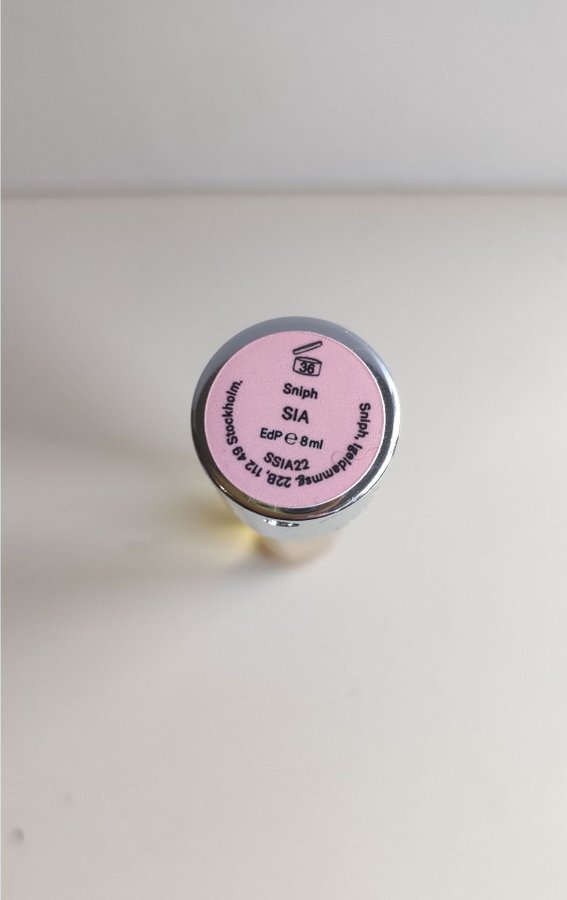 36
Sniph
SIA
EdP ℮ 8 ml
SSIA22
Sniph, Igeldammsg. 22B, 112 49 Stockholm.